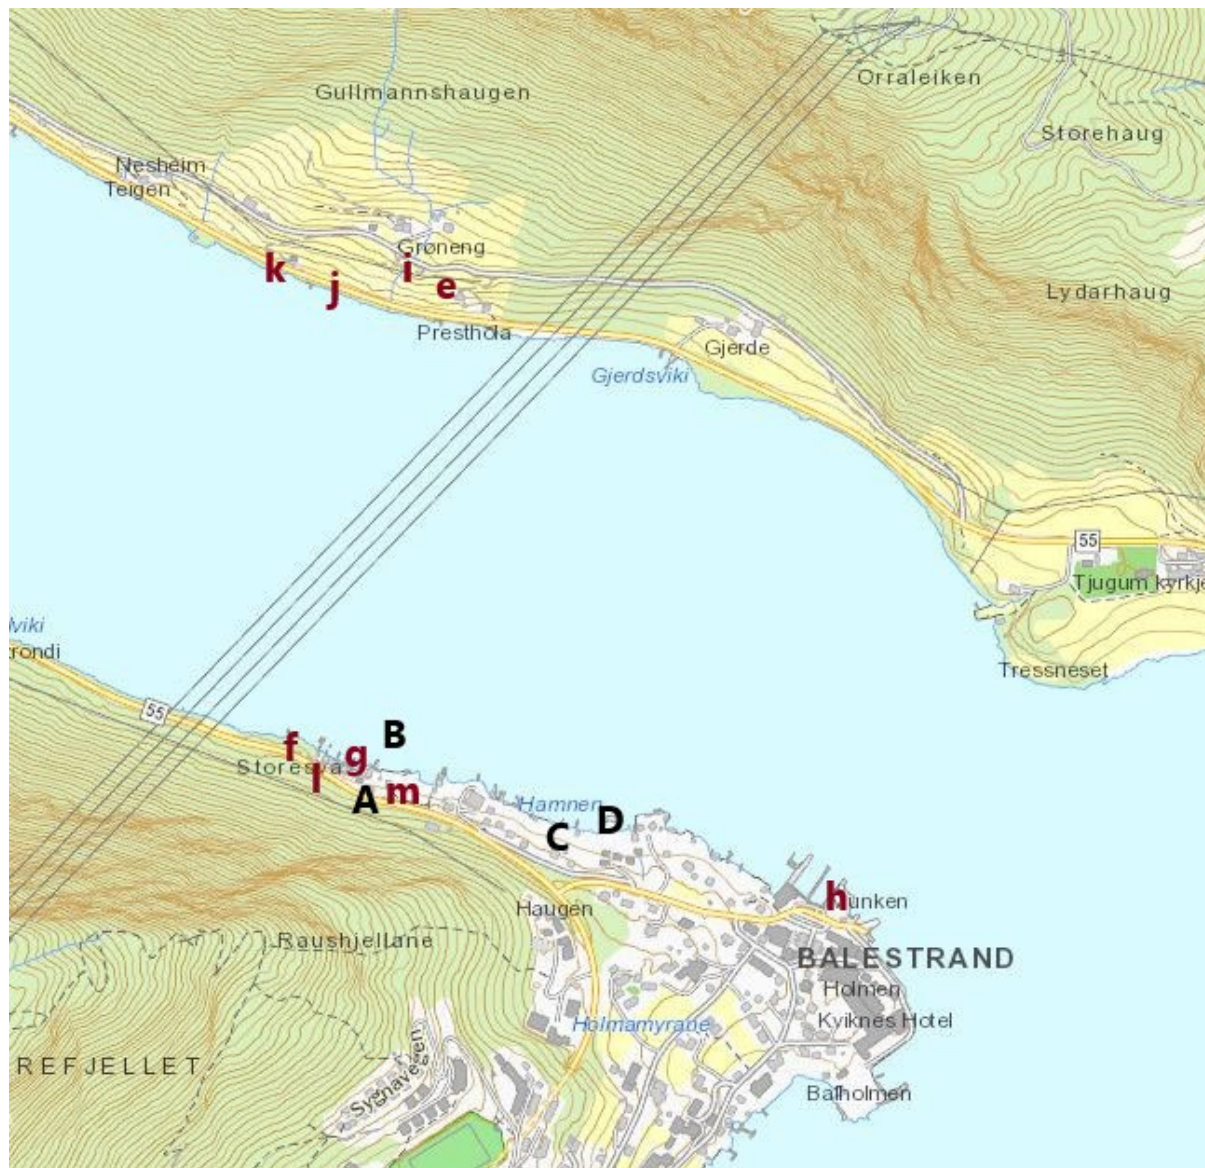 Orraleiken
Gullmannshaugen
Storehaug
Nesheim
Teigen
Grøneng
k
i
j
e
Lydarhaug
Presthola
Gjerde
Gjerdsviki
55
Tjugum kyrkje
viki
rondi
Tressneset
55
B
f
g
Storesva
l
A
m
Hamnen
D
C
h
unken
Haugen
Raushjellane
BALESTRAND
Holmen
Holmamyrane
Kviknes Hotel
REFJELLET
Sygnavegen
Balholmen